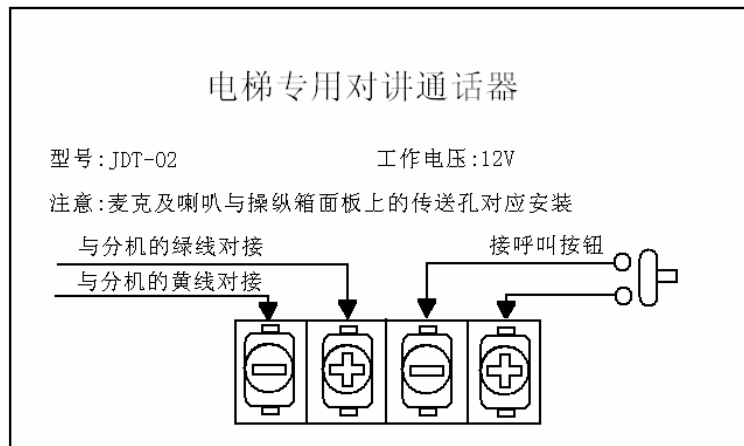 电梯专用对讲通话器
型号:JDT-02 工作电压:12V
注意:麦克及喇叭与操纵箱面板上的传送孔对应安装
与分机的绿线对接 接呼叫按钮
与分机的黄线对接